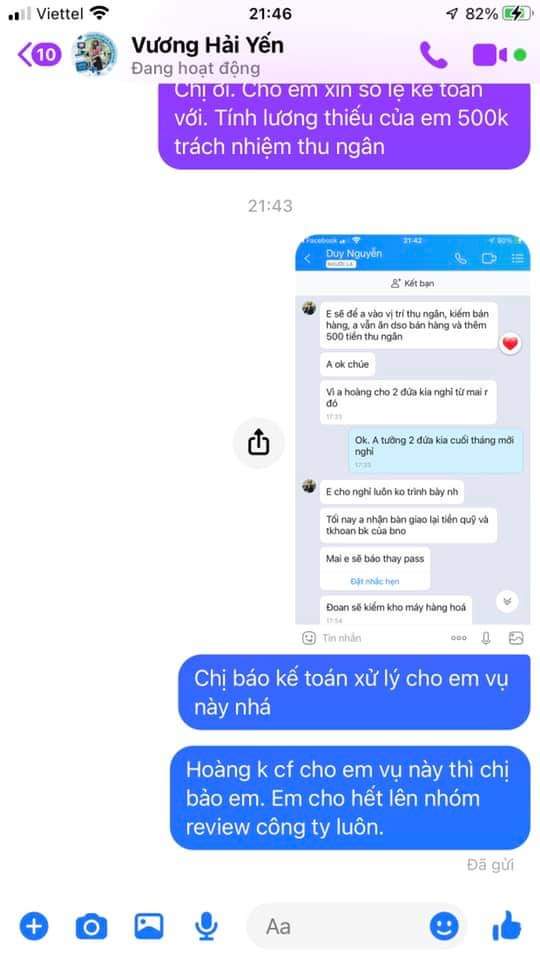 Viettel
21:46
82%
10
Vương Hải Yến
Đang hoạt động
Chị ơi. Cho em xin số lệ kế toán
với. Tính lương thiếu của em 500k
trách nhiệm thu ngân
21:43
Facebook
21:42
80%
Duy Nguyễn
NGƯỜI LẠ
Kết bạn
E sẽ để a vào vị trí thu ngân, kiếm bán
hàng, a vẫn ăn dso bán hàng và thêm
500 tiền thu ngân
A ok chúe
Vì a hoàng cho 2 đứa kia nghỉ từ mai r
đó
17:33
Ok. A tưởng 2 đứa kia cuối tháng mới
nghỉ
17:33
E cho nghỉ luôn ko trình bày nh
Tối nay a nhận bàn giao lại tiền quỹ và
tkhoan bk của bno
Mai e sẽ báo thay pass
Đặt nhắc hẹn
Đoan sẽ kiểm kho máy hàng hoá
17:54
Tin nhắn
Chị báo kế toán xử lý cho em vụ
này nhá
Hoàng k cf cho em vụ này thì chị
bảo em. Em cho hết lên nhóm
review công ty luôn.
Đã gửi
Aa